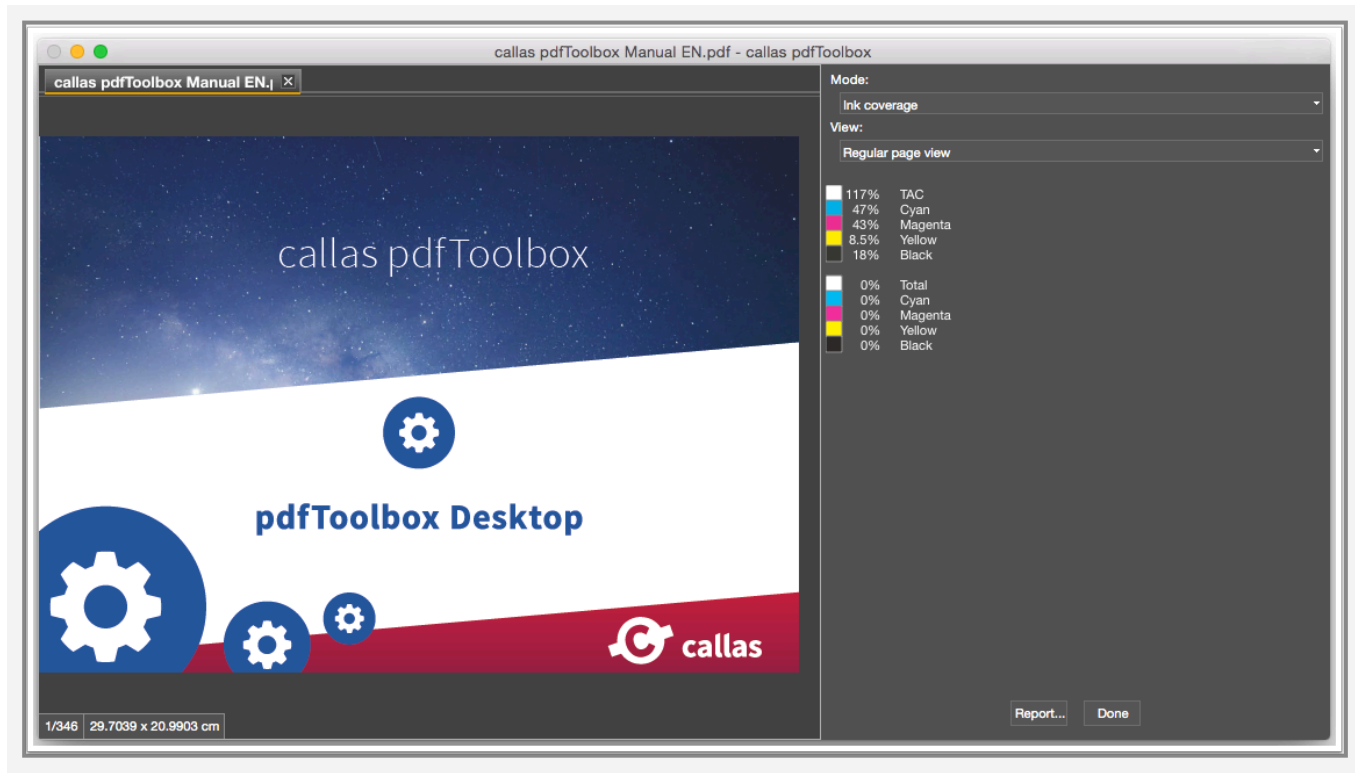 callas pdfToolbox Manual EN.pdf - callas pdfToolbox
callas pdfToolbox Manual EN.p
Mode:
Ink coverage
View:
Regular page view
117% TAC
47% Cyan
43% Magenta
8.5% Yellow
18% Black
0% Total
0% Cyan
0% Magenta
0% Yellow
0% Black
callas pdfToolbox
pdfToolbox Desktop
callas
1/346 29.7039 x 20.9903 cm
Report... Done